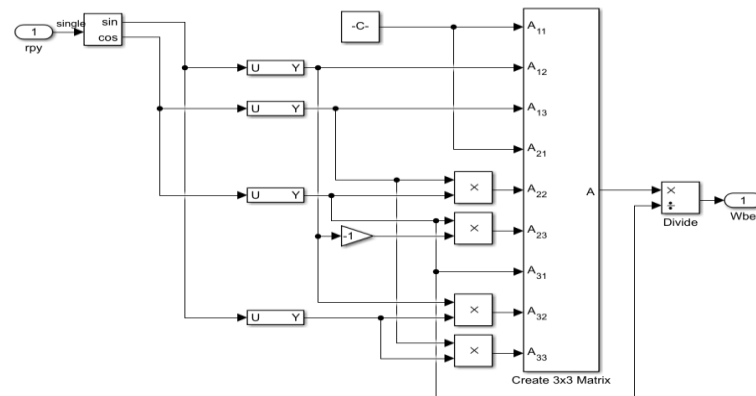 single
1
rpy
sin
cos
-C-
U Y
U Y
U Y
U Y
-1
×
×
×
×
A11
A12
A13
A21
A22
A23
A31
A32
A33
A
Create 3x3 Matrix
×
÷
Divide
1
Wbe